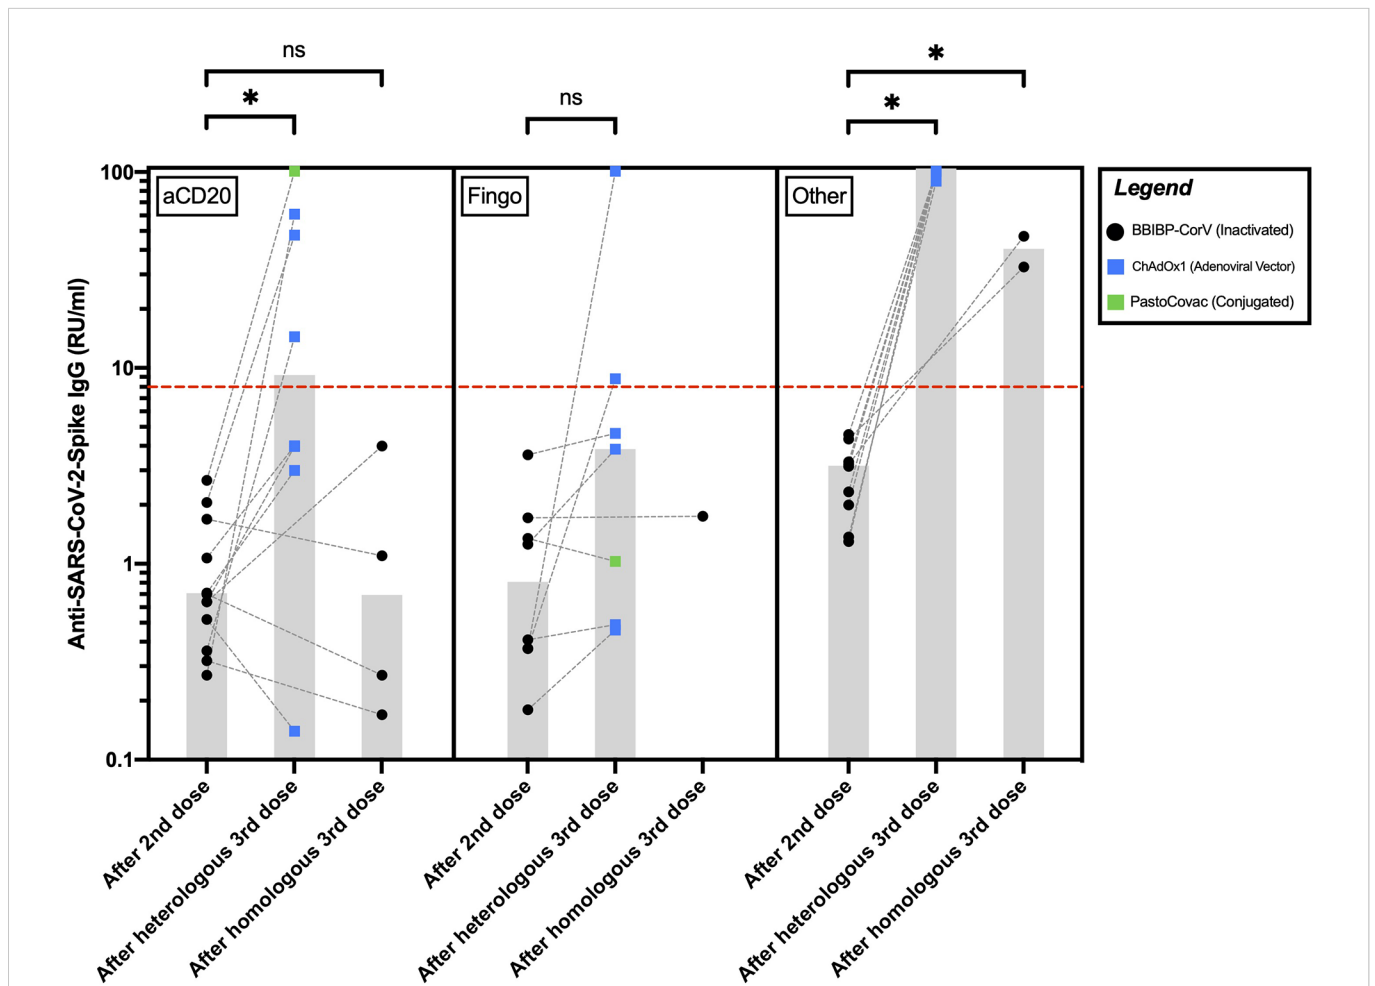 ns
*
ns
*
*
aCD20
Fingo
Other
Legend
BBIBP-CorV (Inactivated)
ChAdOx1 (Adenoviral Vector)
PastoCovac (Conjugated)
Anti-SARS-CoV-2-Spike IgG (RU/ml)
100
10
1
0.1
After 2nd dose
After heterologous 3rd dose
After homologous 3rd dose
After 2nd dose
After heterologous 3rd dose
After homologous 3rd dose
After 2nd dose
After heterologous 3rd dose
After homologous 3rd dose